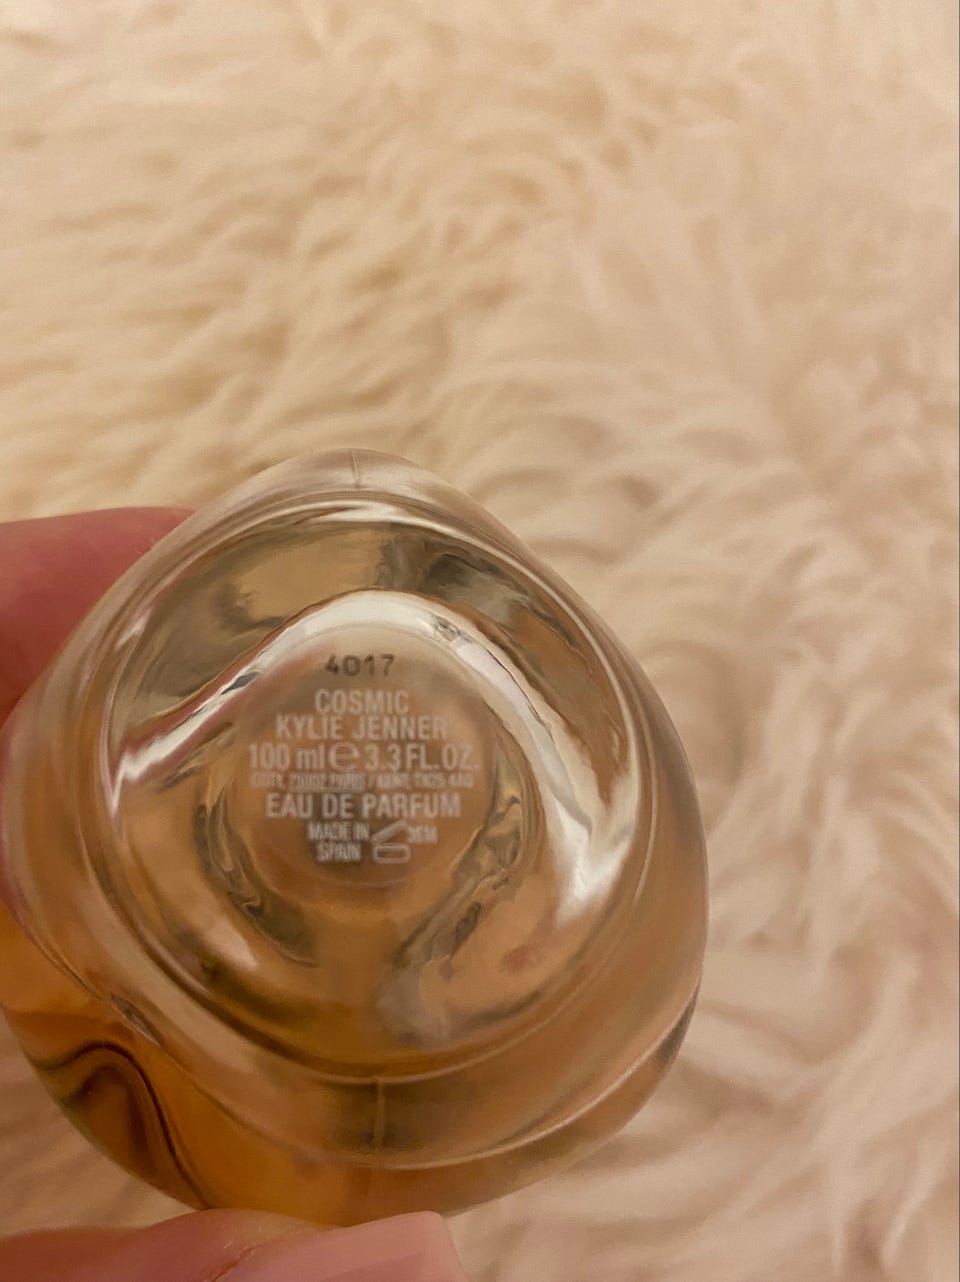 4017
COSMIC
KYLIE JENNER
100 ml ℮ 3.3 FL.OZ.
EAU DE PARFUM
MADE IN
SPAIN